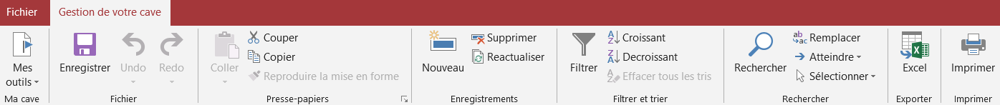 Fichier
Gestion de votre cave
Mes
outils
Ma cave
Enregistrer
Undo
Redo
Fichier
Coller
Couper
Copier
Reproduire la mise en forme
Presse-papiers
Nouveau
Supprimer
Reactualiser
Enregistrements
Filtrer
Croissant
Decroissant
Effacer tous les tris
Filtrer et trier
Rechercher
Remplacer
Atteindre
Sélectionner
Rechercher
Excel
Exporter
Imprimer
Imprimer